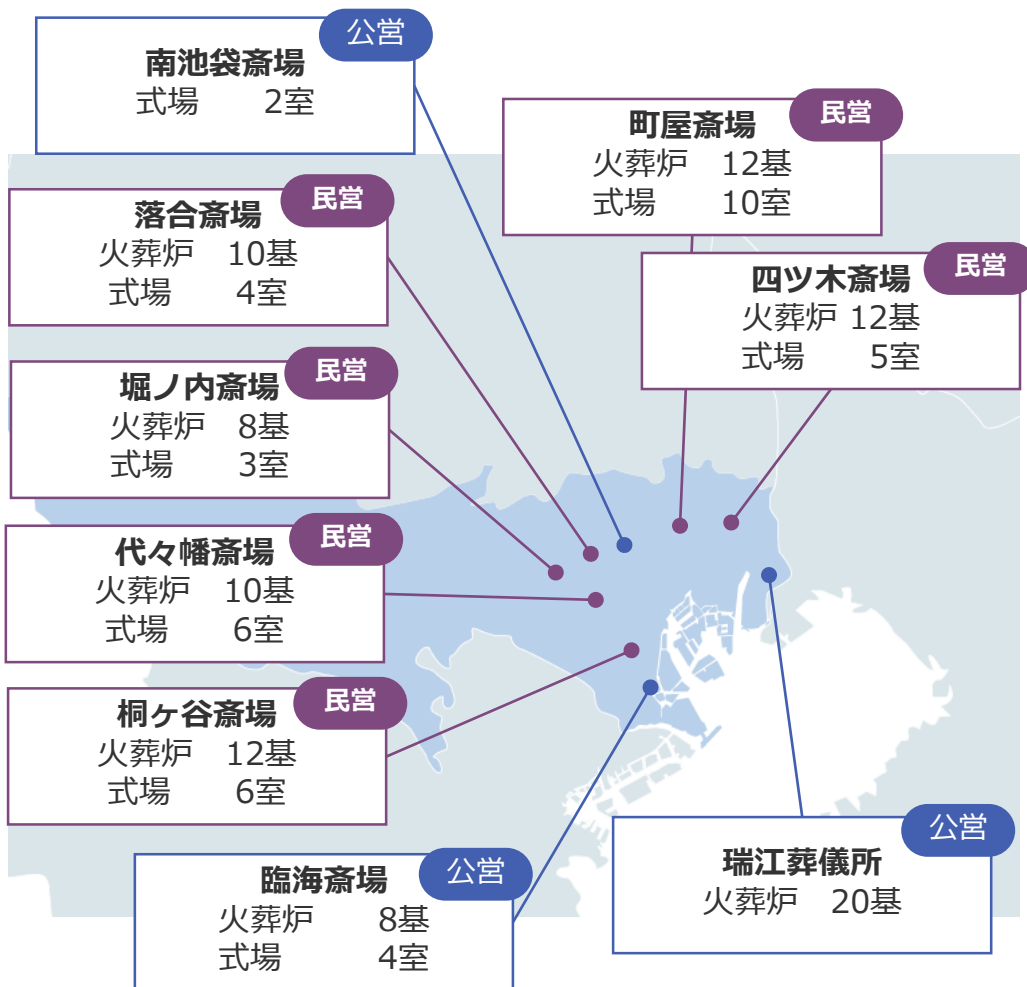 公営
南池袋斎場
式場 2室
民営
町屋斎場
火葬炉 12基
式場 10室
民営
落合斎場
火葬炉 10基
式場 4室
民営
四ツ木斎場
火葬炉 12基
式場 5室
民営
堀ノ内斎場
火葬炉 8基
式場 3室
民営
代々幡斎場
火葬炉 10基
式場 6室
民営
桐ヶ谷斎場
火葬炉 12基
式場 6室
公営
瑞江葬儀所
火葬炉 20基
公営
臨海斎場
火葬炉 8基
式場 4室